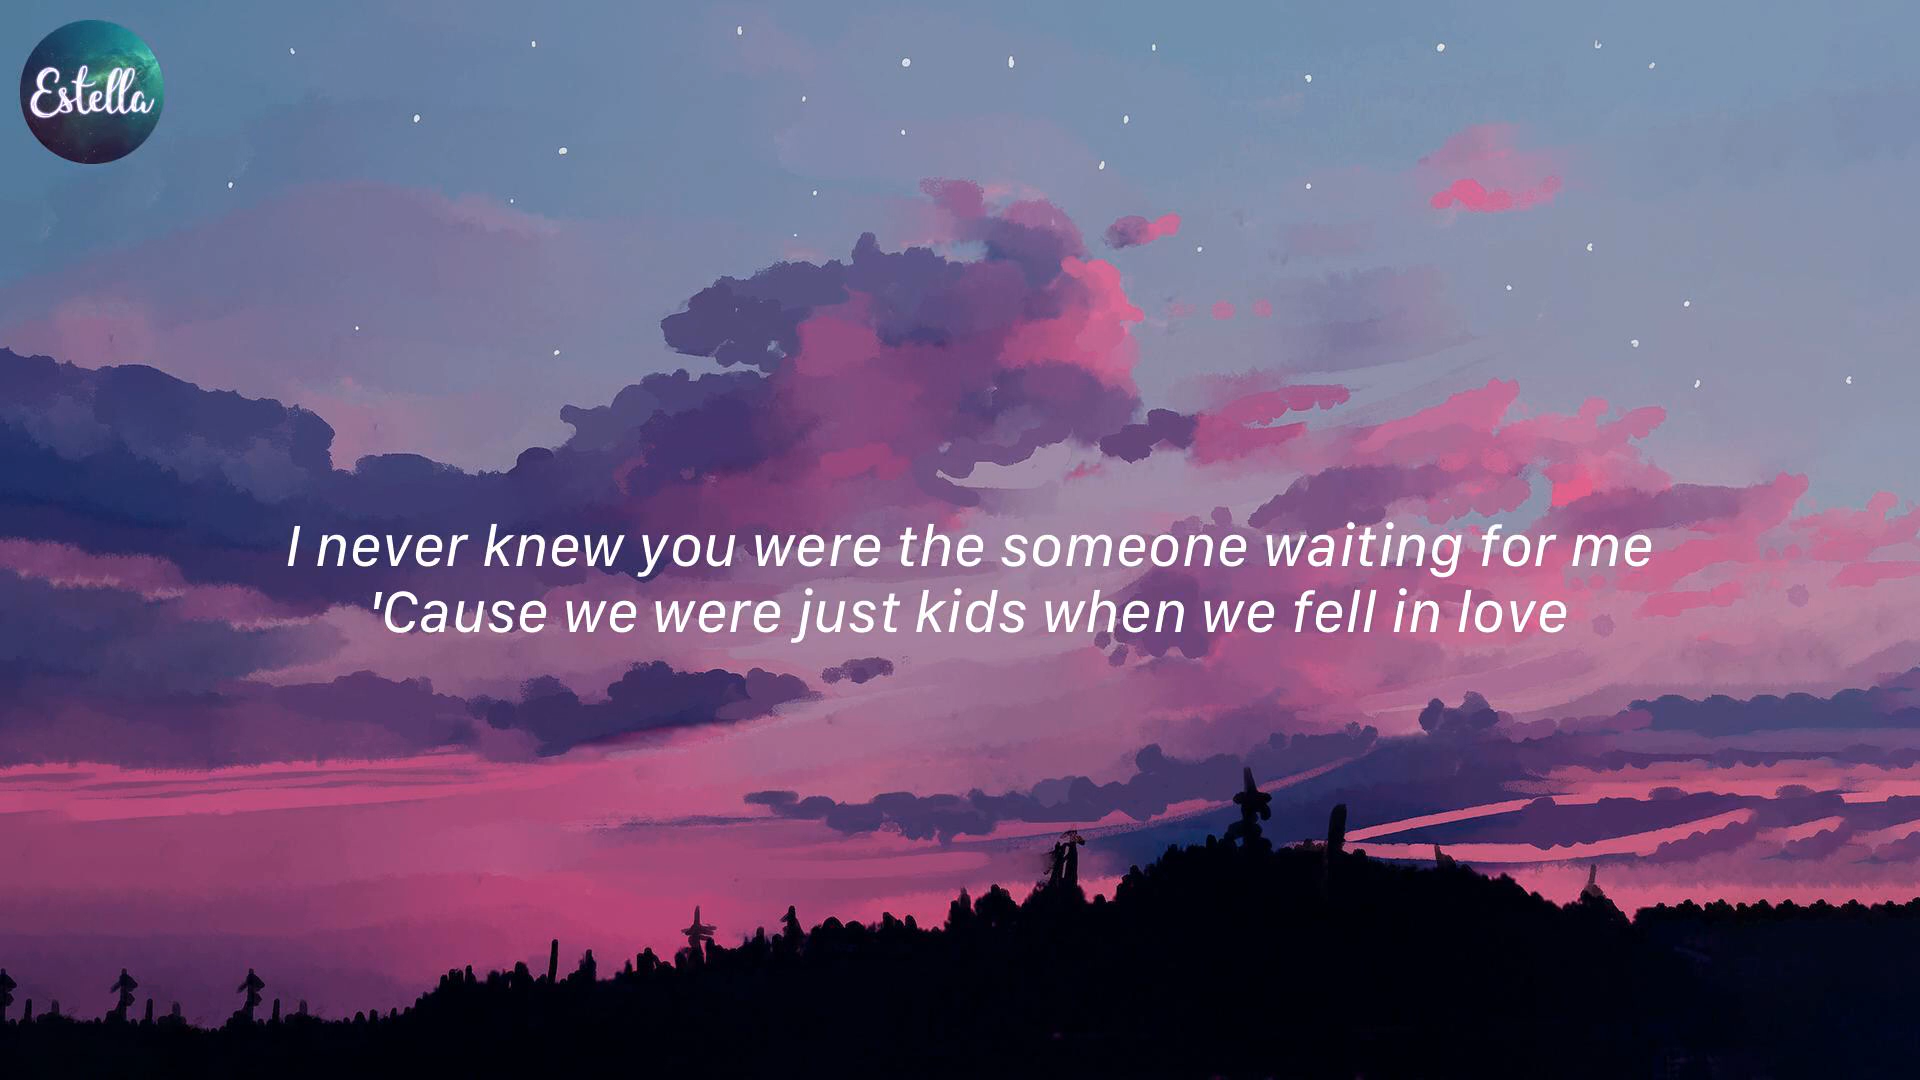 Estella
I never knew you were the someone waiting for me
'Cause we were just kids when we fell in love